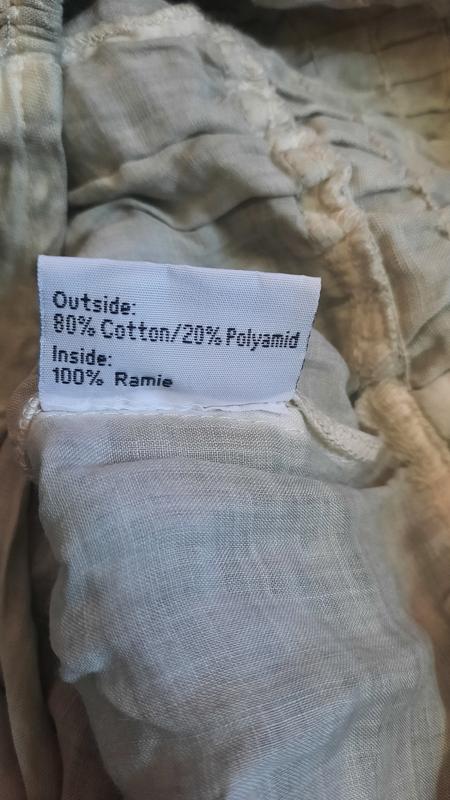 Outside:
80% Cotton/20% Polyamid
Inside:
100% Ramie